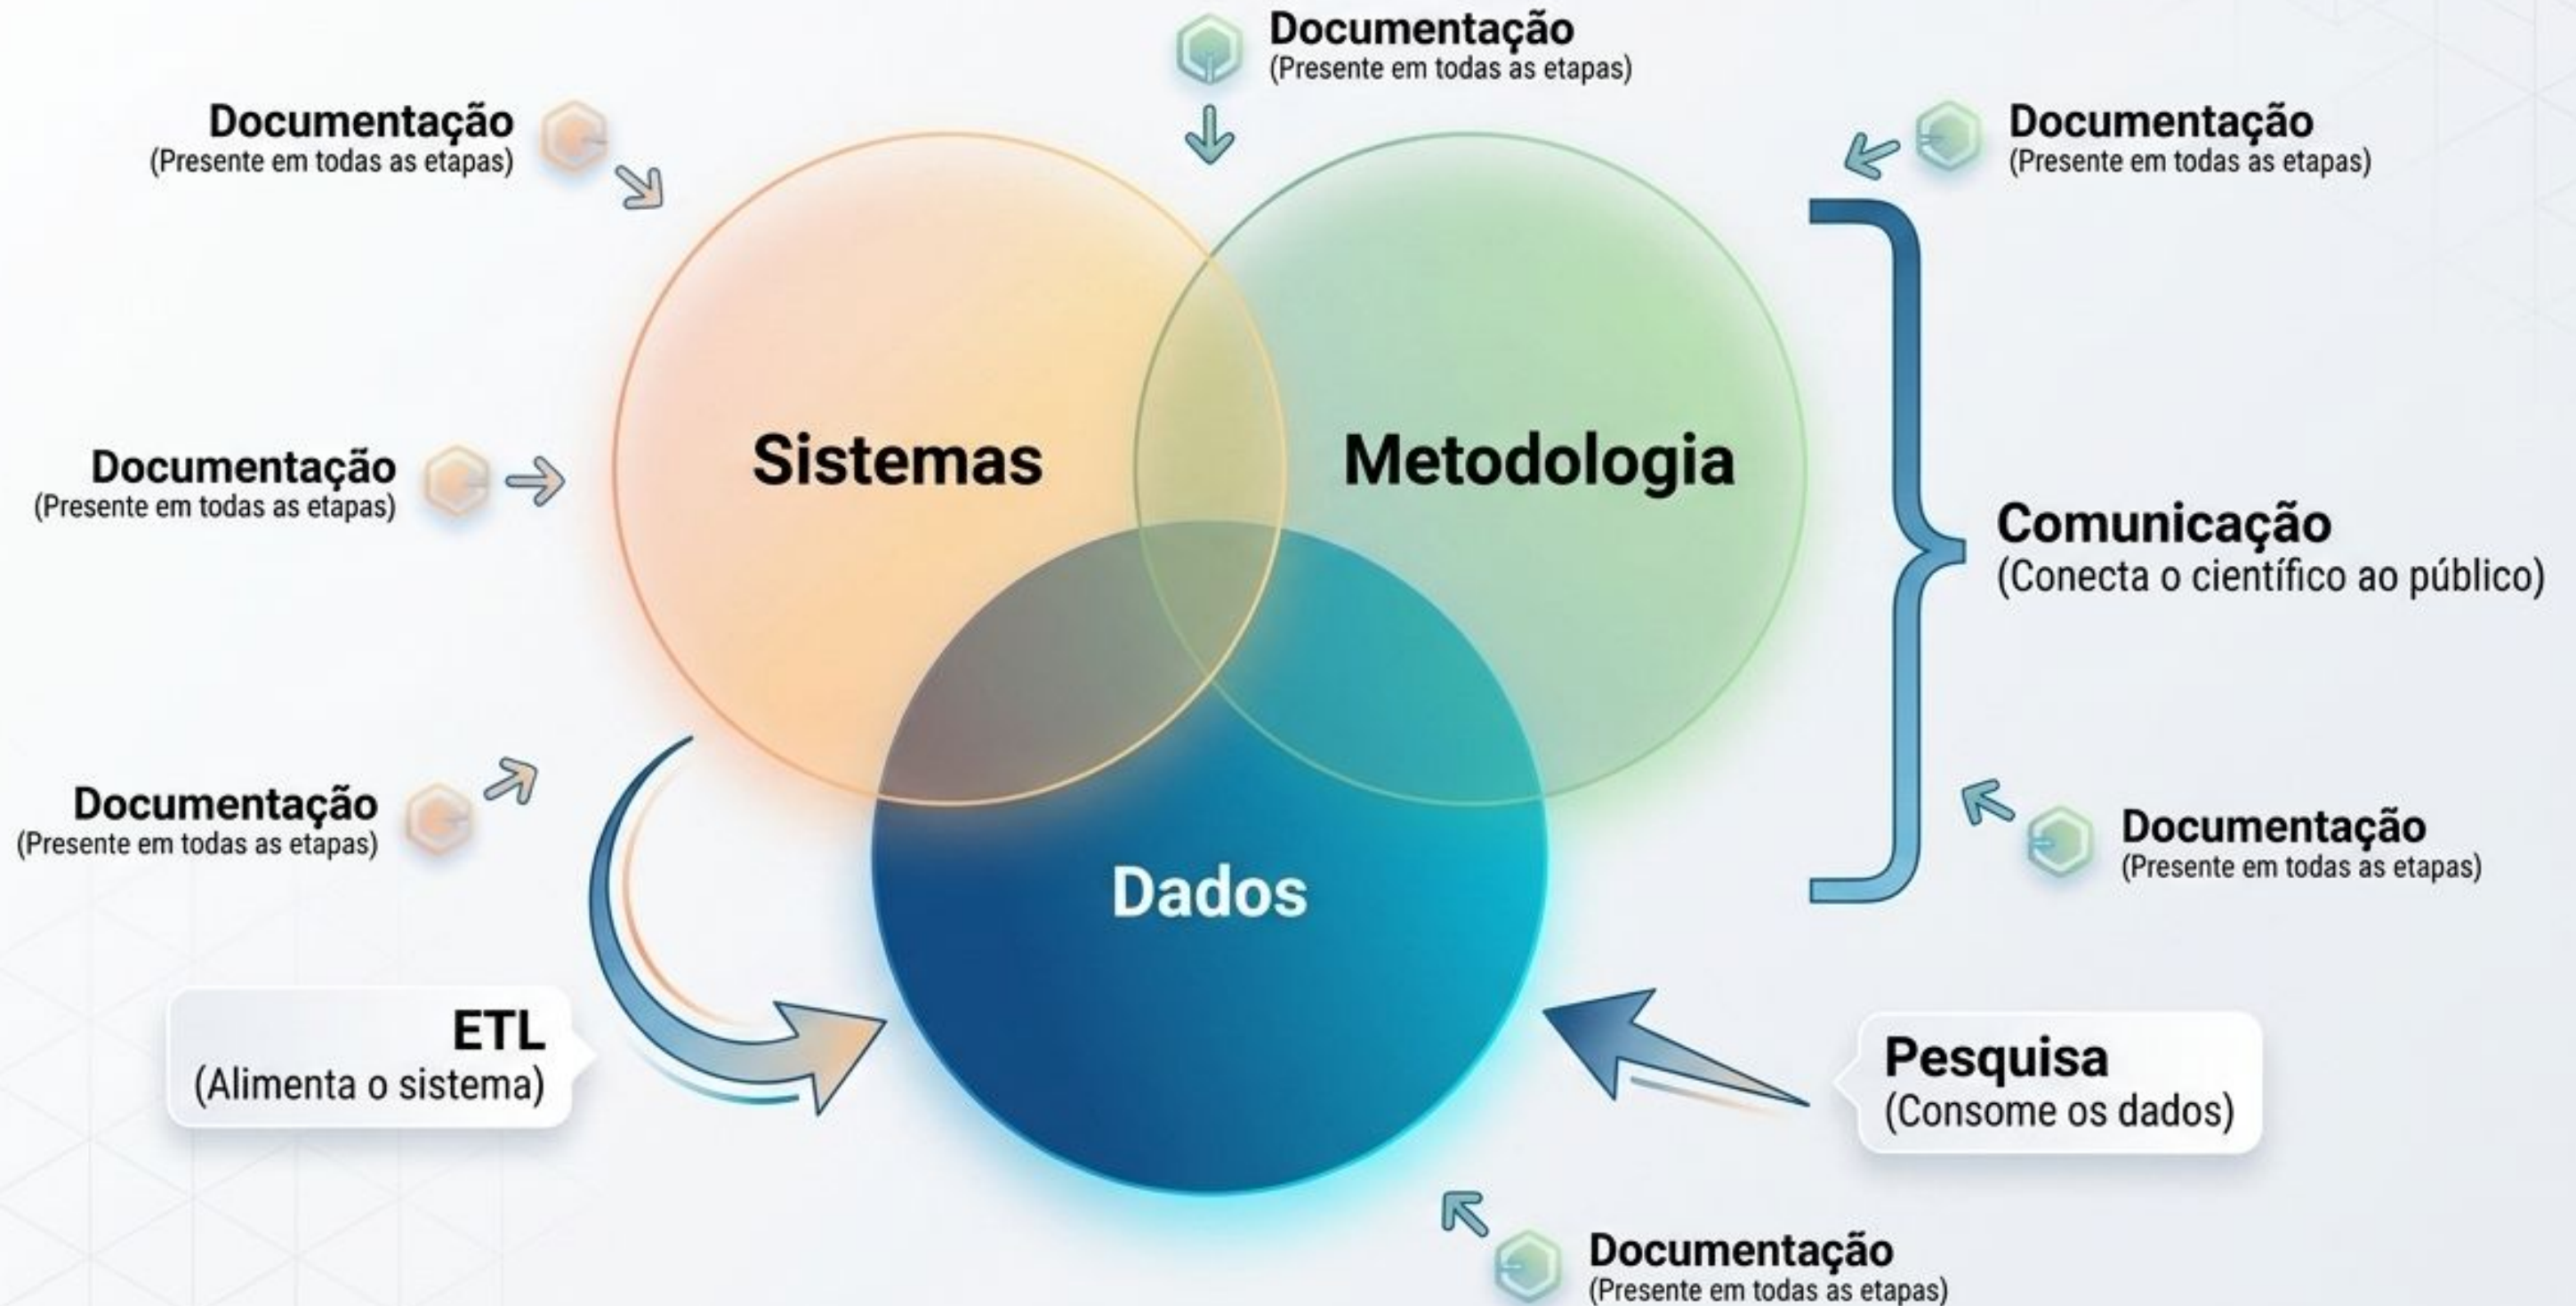 Documentação
(Presente em todas as etapas)
Documentação
(Presente em todas as etapas)
Documentação
(Presente em todas as etapas)
Sistemas
Metodologia
Documentação
(Presente em todas as etapas)
Comunicação
(Conecta o científico ao público)
Documentação
(Presente em todas as etapas)
Documentação
(Presente em todas as etapas)
Dados
ETL
(Alimenta o sistema)
Pesquisa
(Consome os dados)
Documentação
(Presente em todas as etapas)